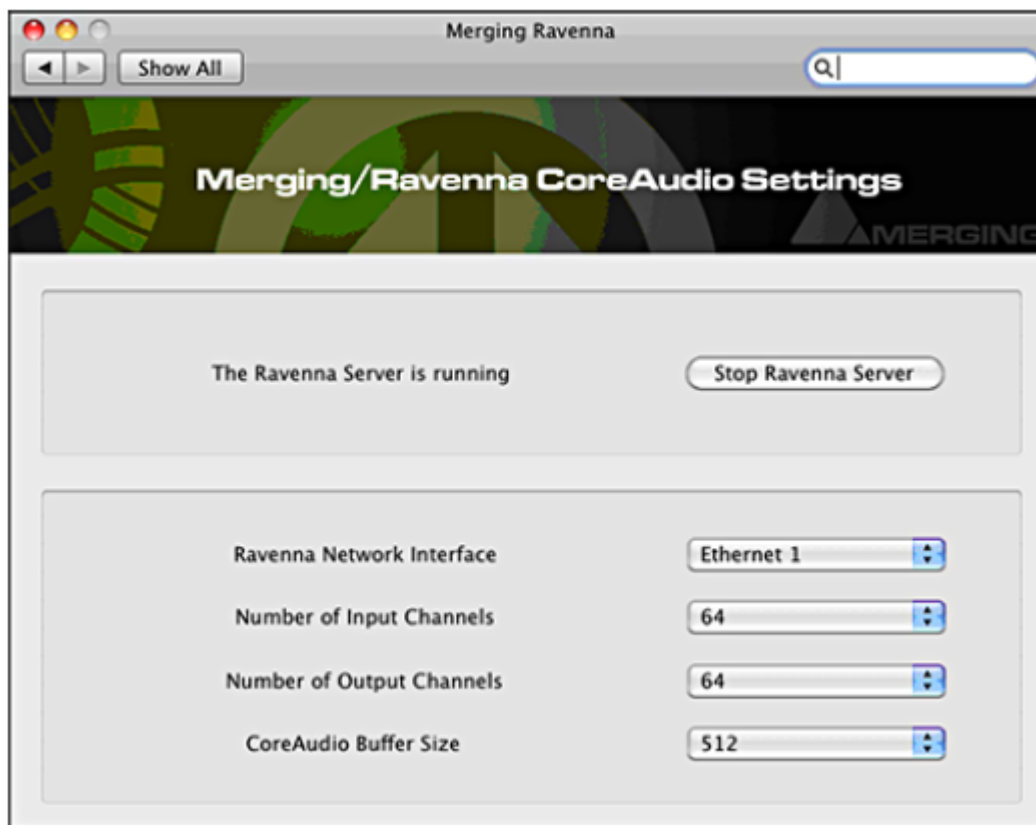 Merging Ravenna
Show All
Merging/Ravenna CoreAudio Settings
MERGING
The Ravenna Server is running
Stop Ravenna Server
Ravenna Network Interface
Ethernet 1
Number of Input Channels
64
Number of Output Channels
64
CoreAudio Buffer Size
512